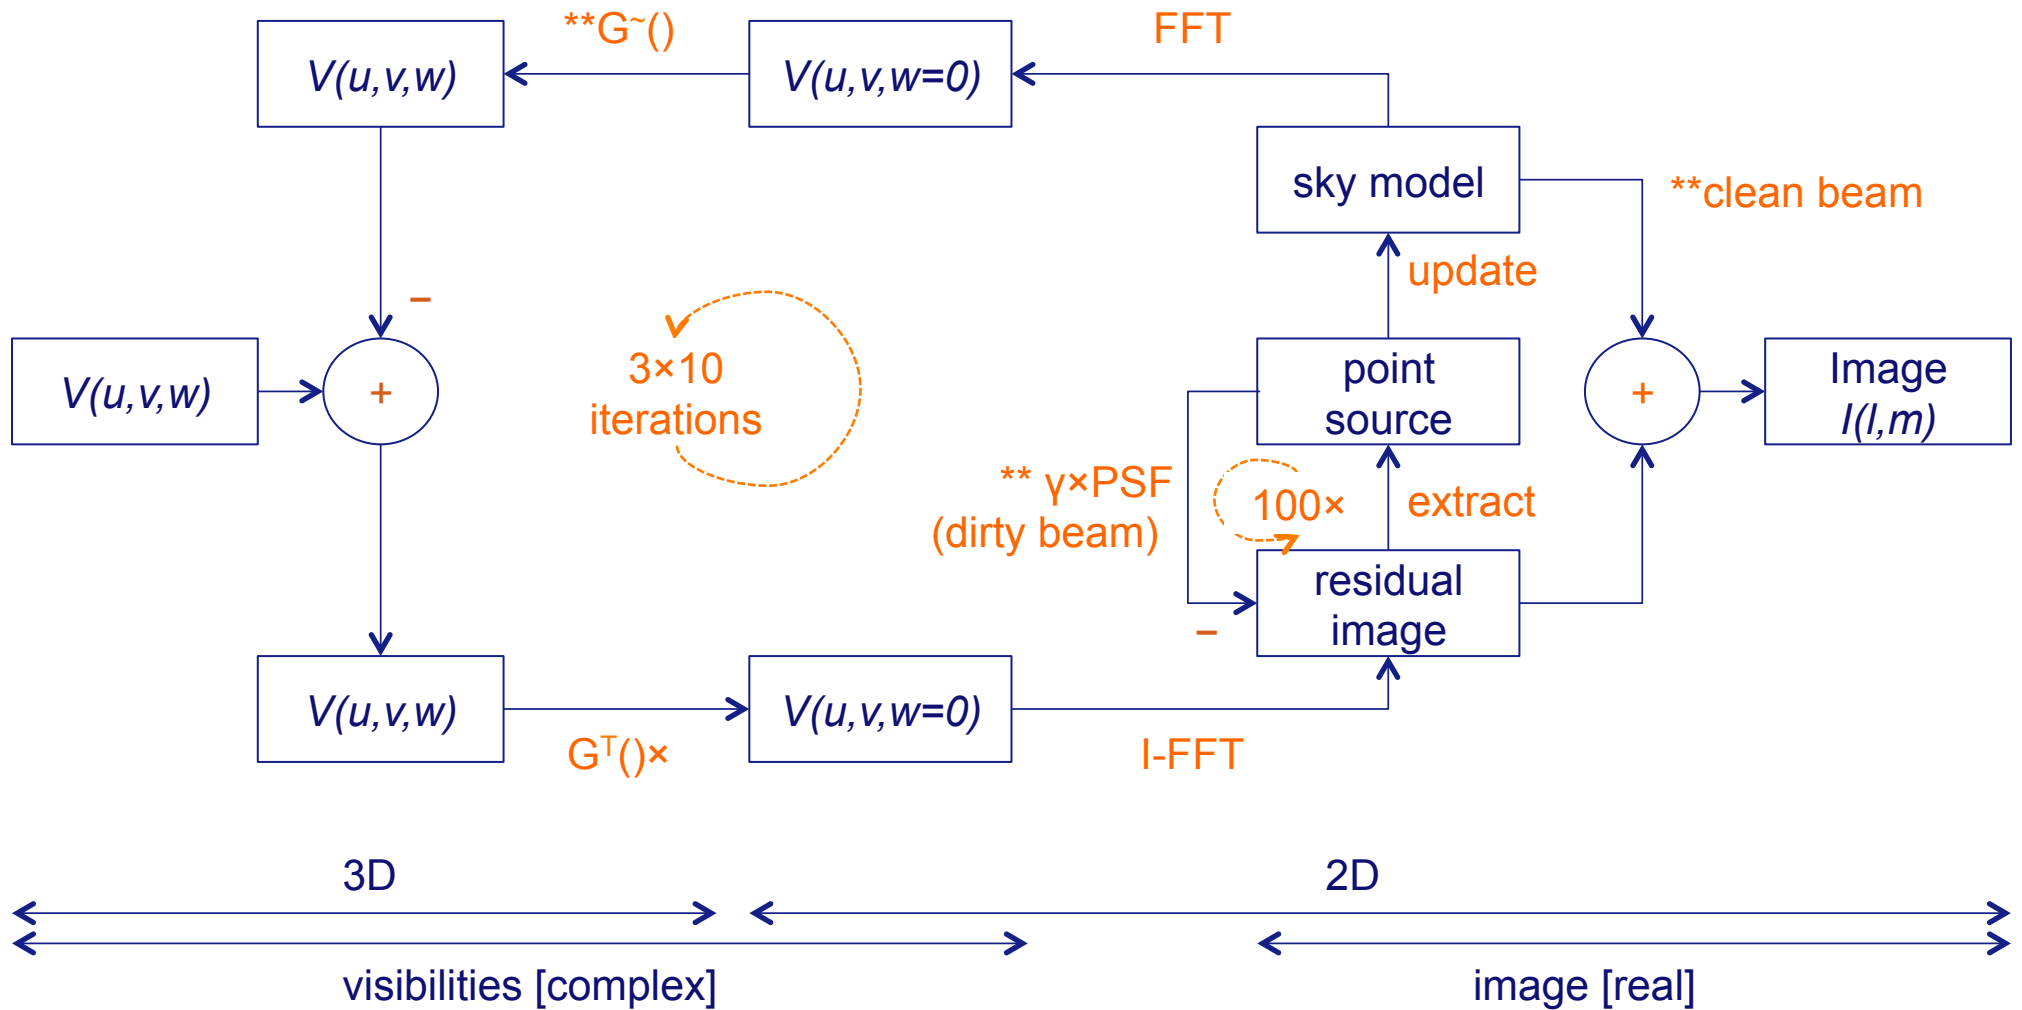 **G~()
FFT
V(u,v,w)
V(u,v,w=0)
sky model
**clean beam
update
–
V(u,v,w)
+
3×10
iterations
point
source
+
Image
I(l,m)
** γ×PSF
(dirty beam)
100×
extract
–
residual
image
V(u,v,w)
V(u,v,w=0)
Gᵀ()×
I-FFT
3D
2D
visibilities [complex]
image [real]